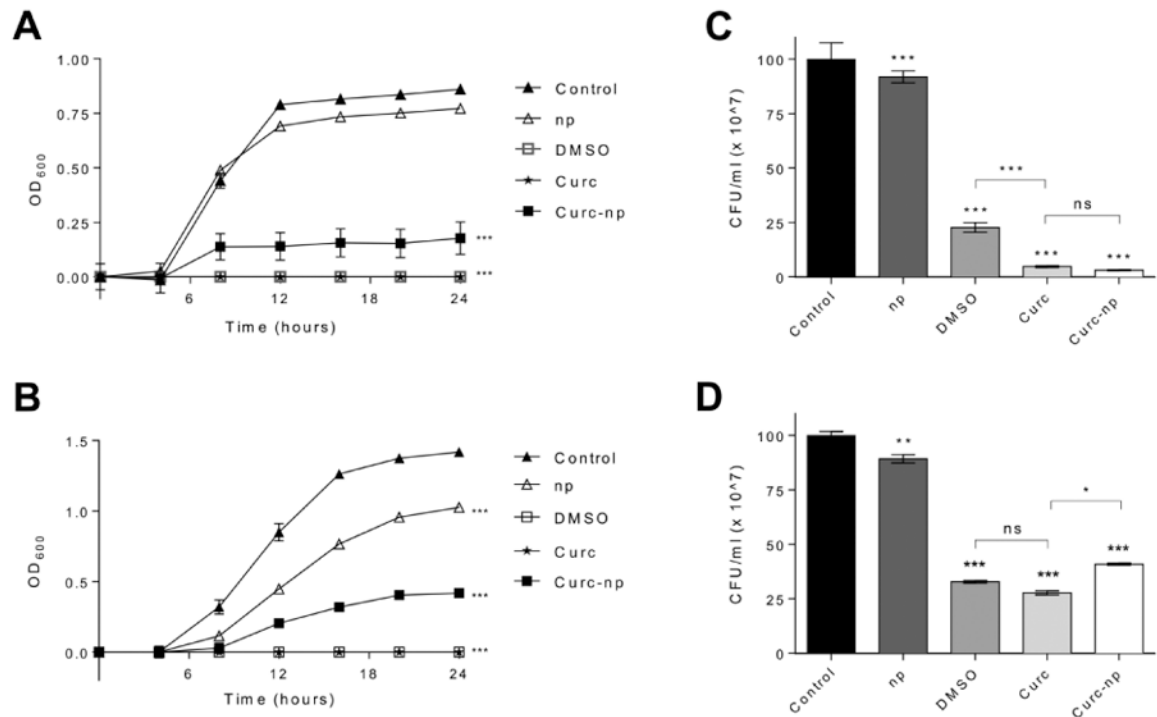 A
1.00
0.75
0.50
0.25
0.00
OD600
6
12
18
24
Time (hours)
***
***
Control
np
DMSO
Curc
Curc-np
C
100
75
50
25
0
CFU/ml (x 10^7)
***
***
***
***
***
ns
Control
np
DMSO
Curc
Curc-np
B
1.5
1.0
0.5
0.0
OD600
6
12
18
24
Time (hours)
***
***
***
Control
np
DMSO
Curc
Curc-np
D
100
75
50
25
0
CFU/ml (x 10^7)
**
***
***
***
ns
*
Control
np
DMSO
Curc
Curc-np